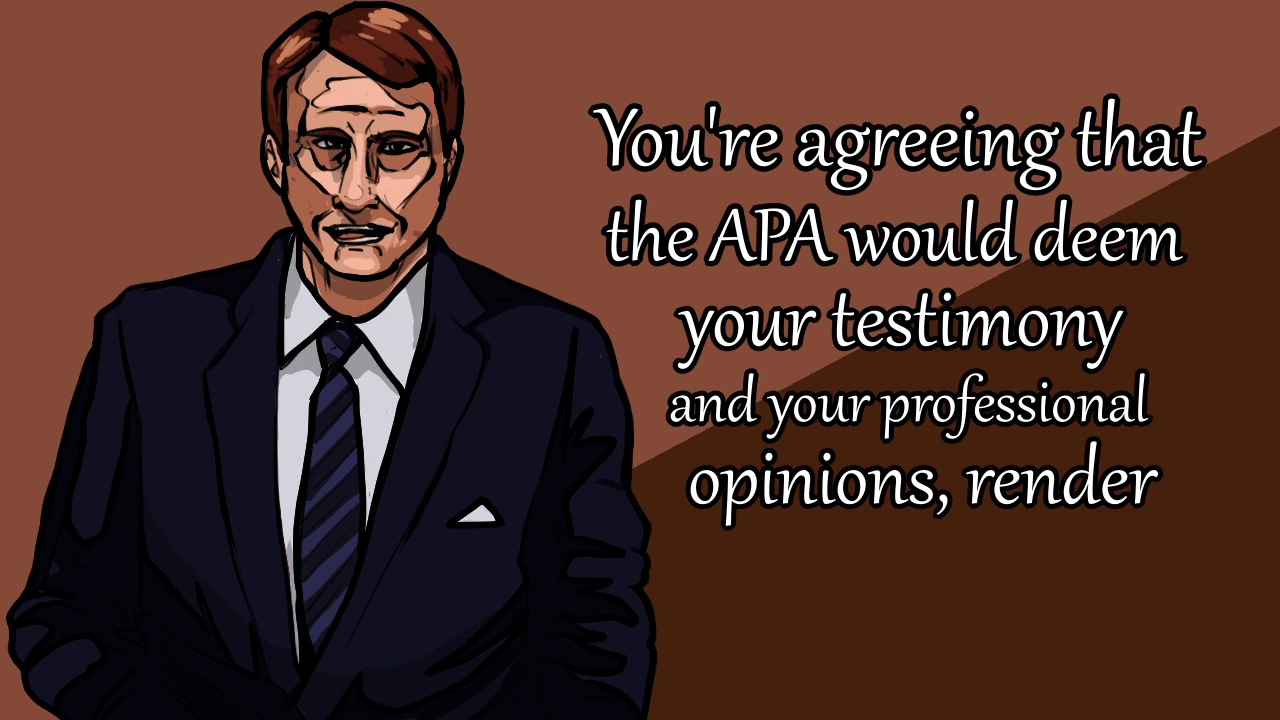 You're agreeing that
the APA would deem
your testimony
and your professional
opinions, render